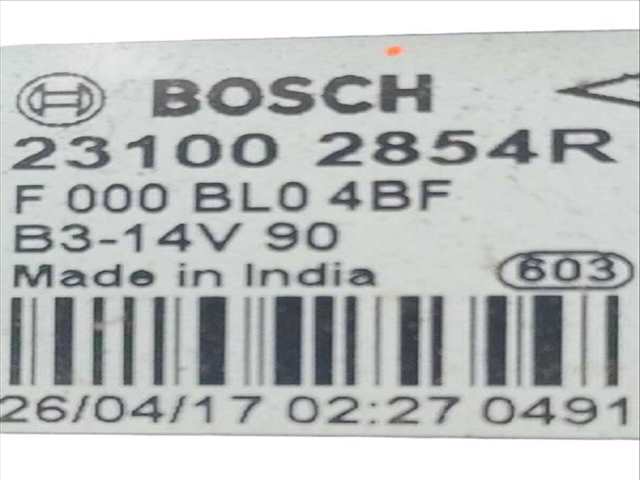 BOSCH
23100 2854R
F 000 BL0 4BF
B3-14V 90
Made in India 603
26/04/17 02:27 0491